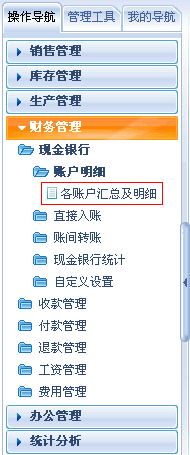 操作导航 管理工具 我的导航
销售管理
库存管理
生产管理
财务管理
现金银行
账户明细
各账户汇总及明细
直接入账
账间转账
现金银行统计
自定义设置
收款管理
付款管理
退款管理
工资管理
费用管理
办公管理
统计分析